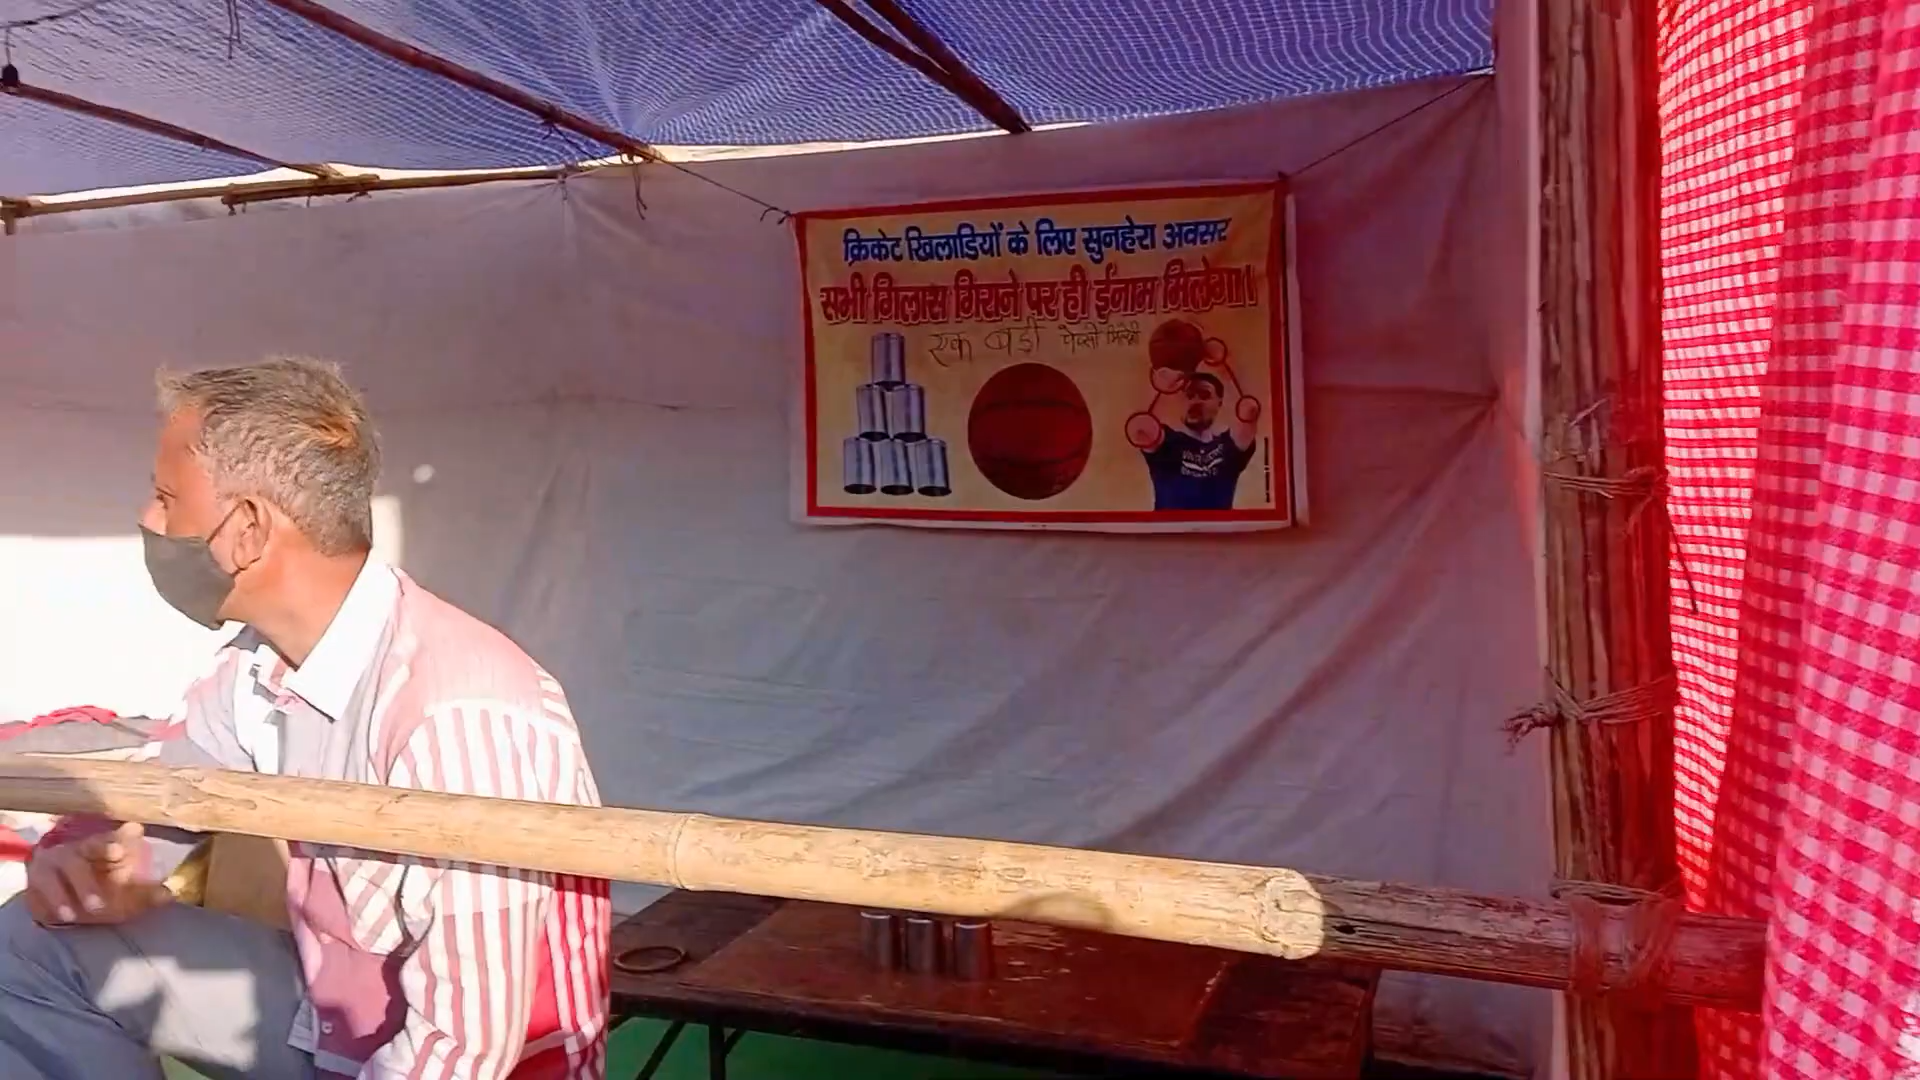 क्रिकेट खिलाडियों के लिए सुनहेरा अवसर
सभी गिलास गिराने पर ही ईनाम मिलेगा।।
एक बड़ी पेप्सी मिलेगी